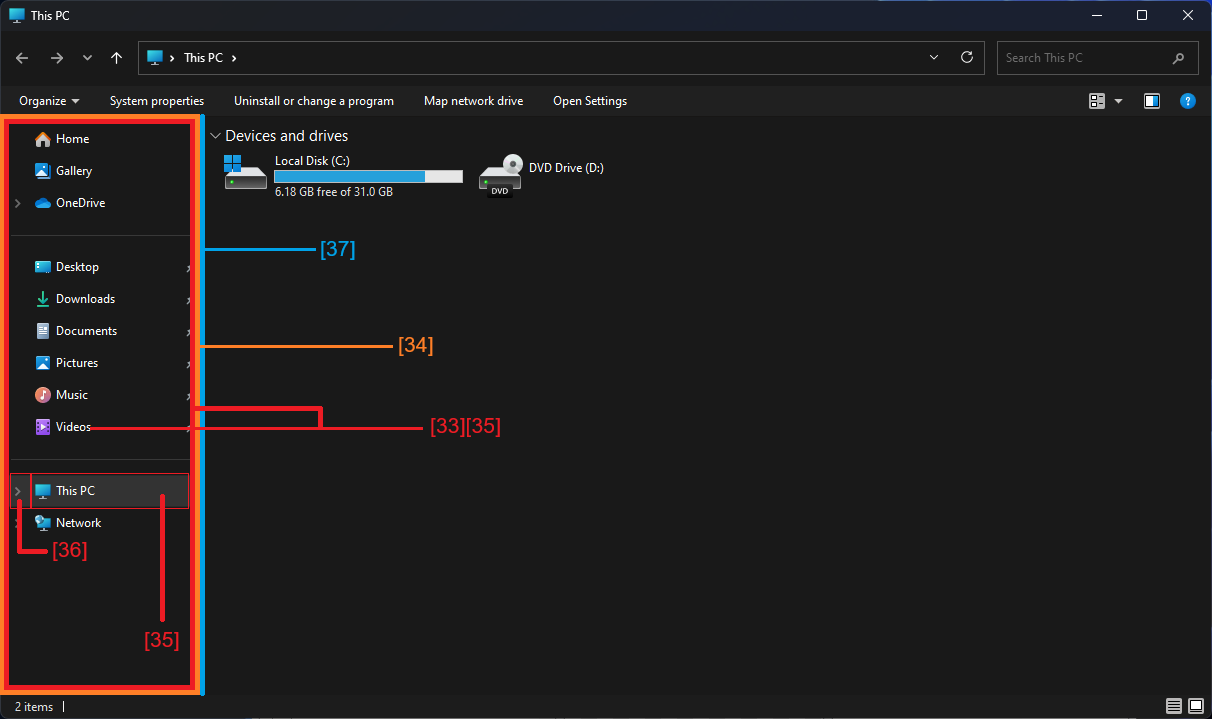 This PC
This PC
Search This PC
Organize
System properties
Uninstall or change a program
Map network drive
Open Settings
?
Home
Gallery
OneDrive
Desktop
Downloads
Documents
Pictures
Music
Videos
This PC
Network
Devices and drives
Local Disk (C:)
6.18 GB free of 31.0 GB
DVD
DVD Drive (D:)
[37]
[34]
[33][35]
[36]
[35]
2 items